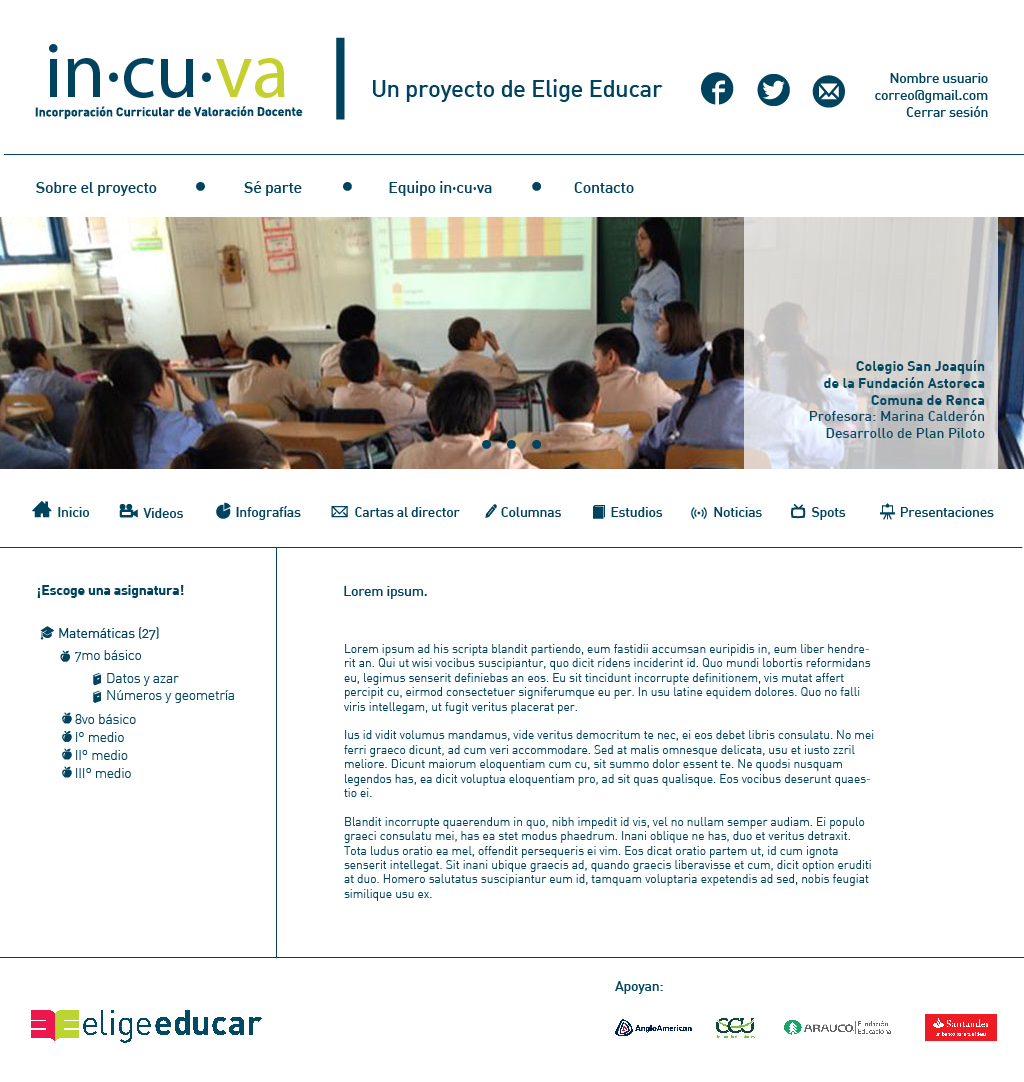 in·cu·va
Incorporación Curricular de Valoración Docente
Un proyecto de Elige Educar
Nombre usuario
correo@gmail.com
Cerrar sesión
Sobre el proyecto
Sé parte
Equipo in·cu·va
Contacto
Colegio San Joaquín
de la Fundación Astoreca
Comuna de Renca
Profesora: Marina Calderón
Desarrollo de Plan Piloto
Inicio
Videos
Infografías
Cartas al director
Columnas
Estudios
Noticias
Spots
Presentaciones
¡Escoge una asignatura!
Matemáticas (27)
7mo básico
Datos y azar
Números y geometría
8vo básico
Iº medio
IIº medio
IIIº medio
Lorem ipsum.
Lorem ipsum ad his scripta blandit partiendo, eum fastidii accumsan euripidis in, eum liber hendre-
rit an. Qui ut wisi vocibus suscipiantur, quo dicit ridens inciderint id. Quo mundi lobortis reformidans
eu, legimus senserit definiebas an eos. Eu sit tincidunt incorrupte definitionem, vis mutat affert
percipit cu, eirmod consectetuer signiferumque eu per. In usu latine equidem dolores. Quo no falli
viris intellegam, ut fugit veritus placerat per.
Ius id vidit volumus mandamus, vide veritus democritum te nec, ei eos debet libris consulatu. No mei
ferri graeco dicunt, ad cum veri accommodare. Sed at malis omnesque delicata, usu et iusto zzril
meliore. Dicunt maiorum eloquentiam cum cu, sit summo dolor essent te. Ne quodsi nusquam
legendos has, ea dicit voluptua eloquentiam pro, ad sit quas qualisque. Eos vocibus deserunt quaes-
tio ei.
Blandit incorrupte quaerendum in quo, nibh impedit id vis, vel no nullam semper audiam. Ei populo
graeci consulatu mei, has ea stet modus phaedrum. Inani oblique ne has, duo et veritus detraxit.
Tota ludus oratio ea mel, offendit persequeris ei vim. Eos dicat oratio partem ut, id cum ignota
senserit intellegat. Sit inani ubique graecis ad, quando graecis liberavisse et cum, dicit option eruditi
at duo. Homero salutatus suscipiantur eum id, tamquam voluptaria expetendis ad sed, nobis feugiat
similique usu ex.
eligeeducar
Apoyan:
AngloAmerican
SCU
ARAUCO
Fundación
Educacional
Santander